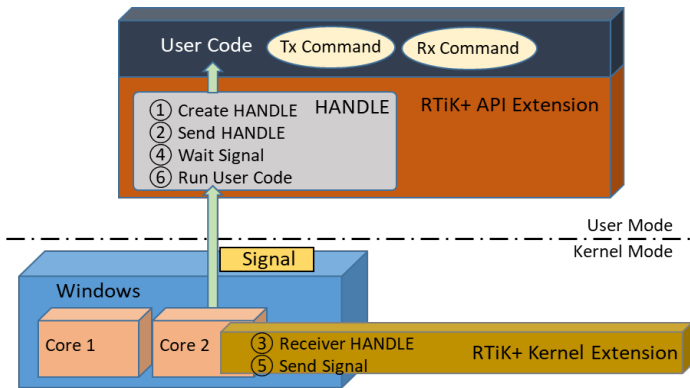 User Code
Tx Command
Rx Command
① Create HANDLE
HANDLE
② Send HANDLE
④ Wait Signal
⑥ Run User Code
RTiK+ API Extension
User Mode
Kernel Mode
Signal
Windows
Core 1
Core 2
③ Receiver HANDLE
⑤ Send Signal
RTiK+ Kernel Extension